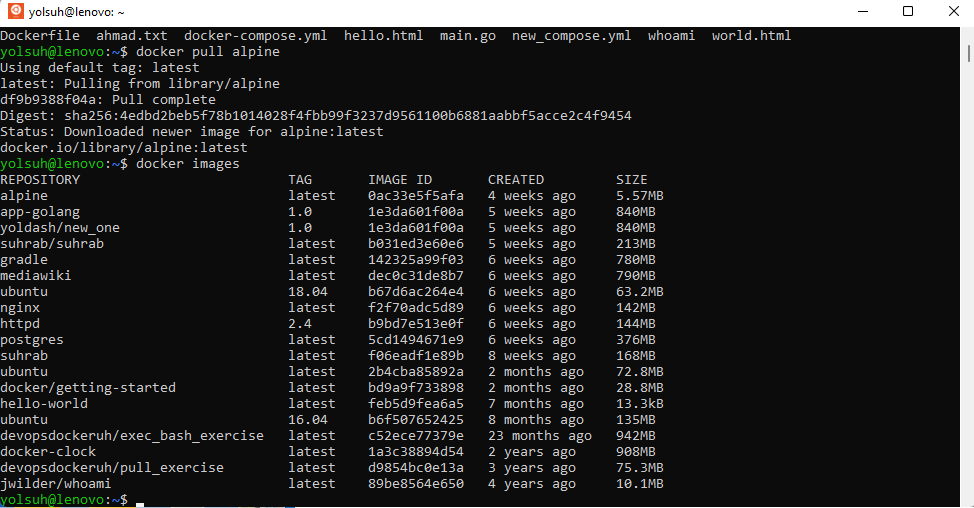 yolsuh@lenovo: ~
Dockerfile ahmad.txt docker-compose.yml hello.html main.go new_compose.yml whoami world.html
yolsuh@lenovo:~$ docker pull alpine
Using default tag: latest
latest: Pulling from library/alpine
df9b9388f04a: Pull complete
Digest: sha256:4edbd2beb5f78b1014028f4fbb99f3237d9561100b6881aabbf5acce2c4f9454
Status: Downloaded newer image for alpine:latest
docker.io/library/alpine:latest
yolsuh@lenovo:~$ docker images
REPOSITORY TAG IMAGE ID CREATED SIZE
alpine latest 0ac33e5f5afa 4 weeks ago 5.57MB
app-golang 1.0 1e3da601f00a 5 weeks ago 840MB
yoldash/new_one 1.0 1e3da601f00a 5 weeks ago 840MB
suhrab/suhrab latest b031ed3e60e6 5 weeks ago 213MB
gradle latest 142325a99f03 6 weeks ago 780MB
mediawiki latest dec0c31de8b7 6 weeks ago 790MB
ubuntu 18.04 b67d6ac264e4 6 weeks ago 63.2MB
nginx latest f2f70adc5d89 6 weeks ago 142MB
httpd 2.4 b9bd7e513e0f 6 weeks ago 144MB
postgres latest 5cd1494671e9 6 weeks ago 376MB
suhrab latest f06eadf1e89b 8 weeks ago 168MB
ubuntu latest 2b4cba85892a 2 months ago 72.8MB
docker/getting-started latest bd9a9f733898 2 months ago 28.8MB
hello-world latest feb5d9fea6a5 7 months ago 13.3kB
ubuntu 16.04 b6f507652425 8 months ago 135MB
devopsdockeruh/exec_bash_exercise latest c52ece77379e 23 months ago 942MB
docker-clock latest 1a3c38894d54 2 years ago 908MB
devopsdockeruh/pull_exercise latest d9854bc0e13a 3 years ago 75.3MB
jwilder/whoami latest 89be8564e650 4 years ago 10.1MB
yolsuh@lenovo:~$